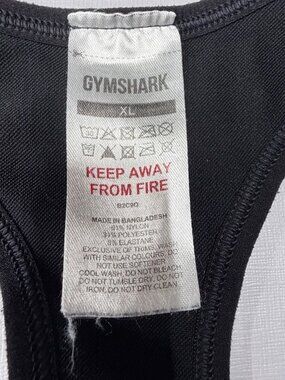 GYMSHARK
XL
KEEP AWAY
FROM FIRE
B2C9Q
MADE IN BANGLADESH
61% NYLON
31% POLYESTER
8% ELASTANE
EXCLUSIVE OF TRIMS. WASH
WITH SIMILAR COLOURS, DO
NOT USE SOFTENER
COOL WASH, DO NOT BLEACH,
DO NOT TUMBLE DRY, DO NOT
IRON, DO NOT DRY CLEAN